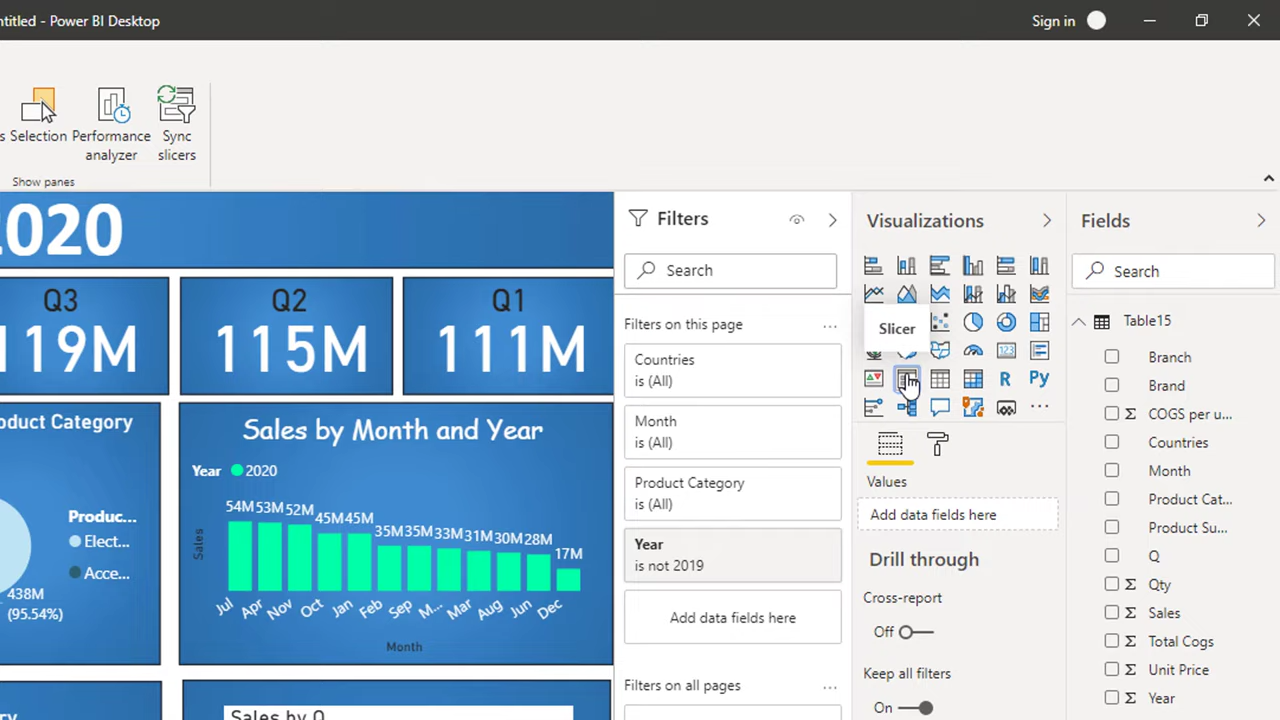 ntitled - Power BI Desktop
Sign in
s Selection
Performance analyzer
Sync slicers
Show panes
2020
Q3
119M
Q2
115M
Q1
111M
oduct Category
Produc...
Elect...
Acce...
438M
(95.54%)
Sales by Month and Year
Year 2020
54M 53M 52M 45M 45M 35M 35M 33M 31M 30M 28M 17M
Sales
Jul Apr Nov Oct Jan Feb Sep M... Mar Aug Jun Dec
Month
ry
Sales by Q
Filters
Search
Filters on this page
...
Countries
is (All)
Month
is (All)
Product Category
is (All)
Year
is not 2019
Add data fields here
Filters on all pages
...
Visualizations
Slicer
123
R
Py
...
Values
Add data fields here
Drill through
Cross-report
Off
Keep all filters
On
Fields
Search
Table15
Branch
Brand
Σ COGS per u...
Countries
Month
Product Cat...
Product Su...
Q
Σ Qty
Σ Sales
Σ Total Cogs
Σ Unit Price
Σ Year